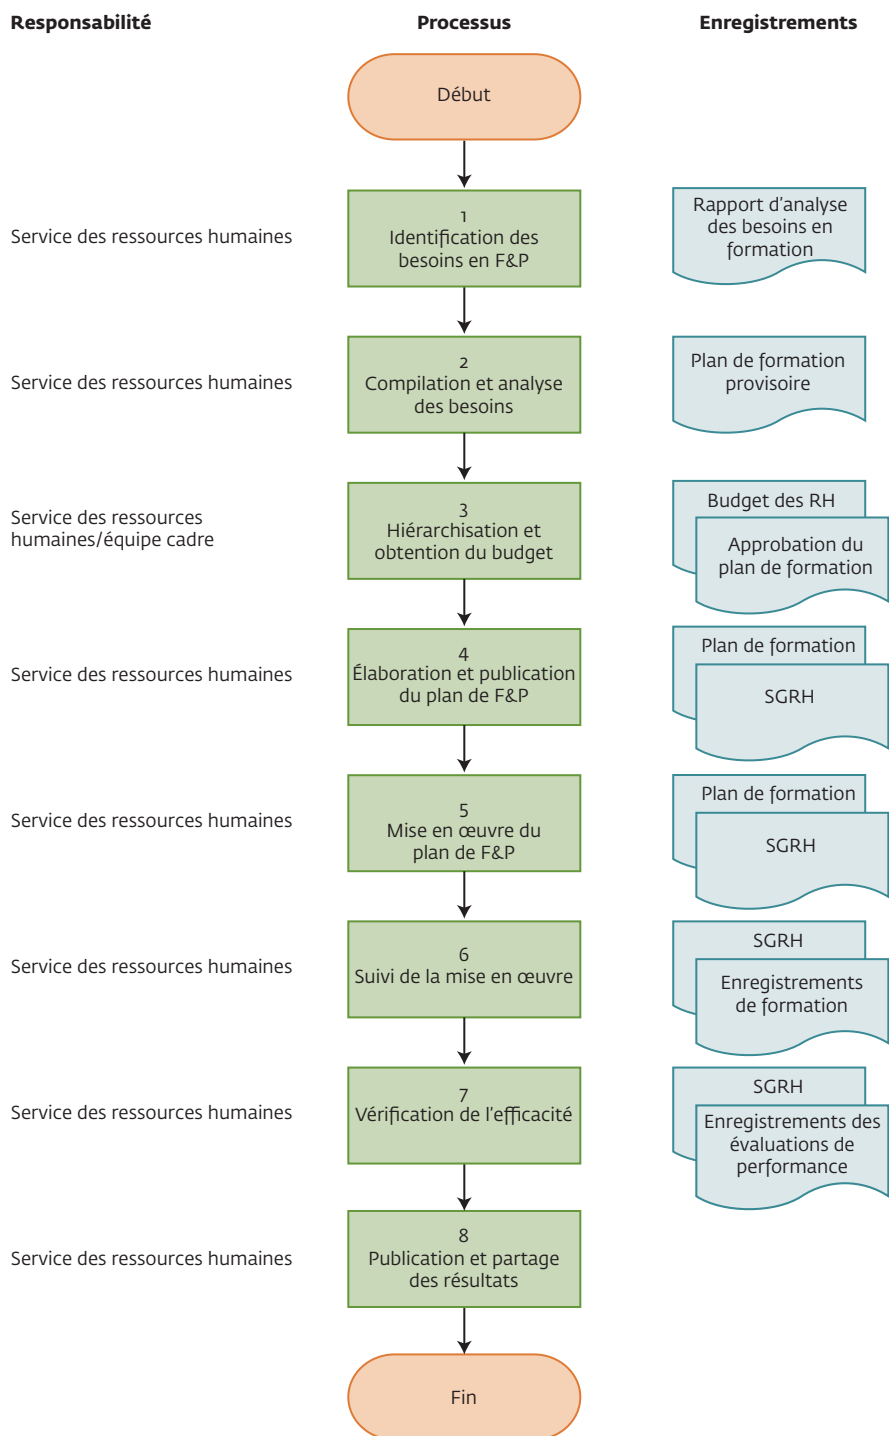 Responsabilité
Processus
Enregistrements
Début
Service des ressources humaines
1
Identification des
besoins en F&P
Rapport d’analyse
des besoins en
formation
Service des ressources humaines
2
Compilation et analyse
des besoins
Plan de formation
provisoire
Service des ressources
humaines/équipe cadre
3
Hiérarchisation et
obtention du budget
Budget des RH
Approbation du
plan de formation
Service des ressources humaines
4
Élaboration et publication
du plan de F&P
Plan de formation
SGRH
Service des ressources humaines
5
Mise en œuvre du
plan de F&P
Plan de formation
SGRH
Service des ressources humaines
6
Suivi de la mise en œuvre
SGRH
Enregistrements
de formation
Service des ressources humaines
7
Vérification de l'efficacité
SGRH
Enregistrements des
évaluations de
performance
Service des ressources humaines
8
Publication et partage
des résultats
Fin